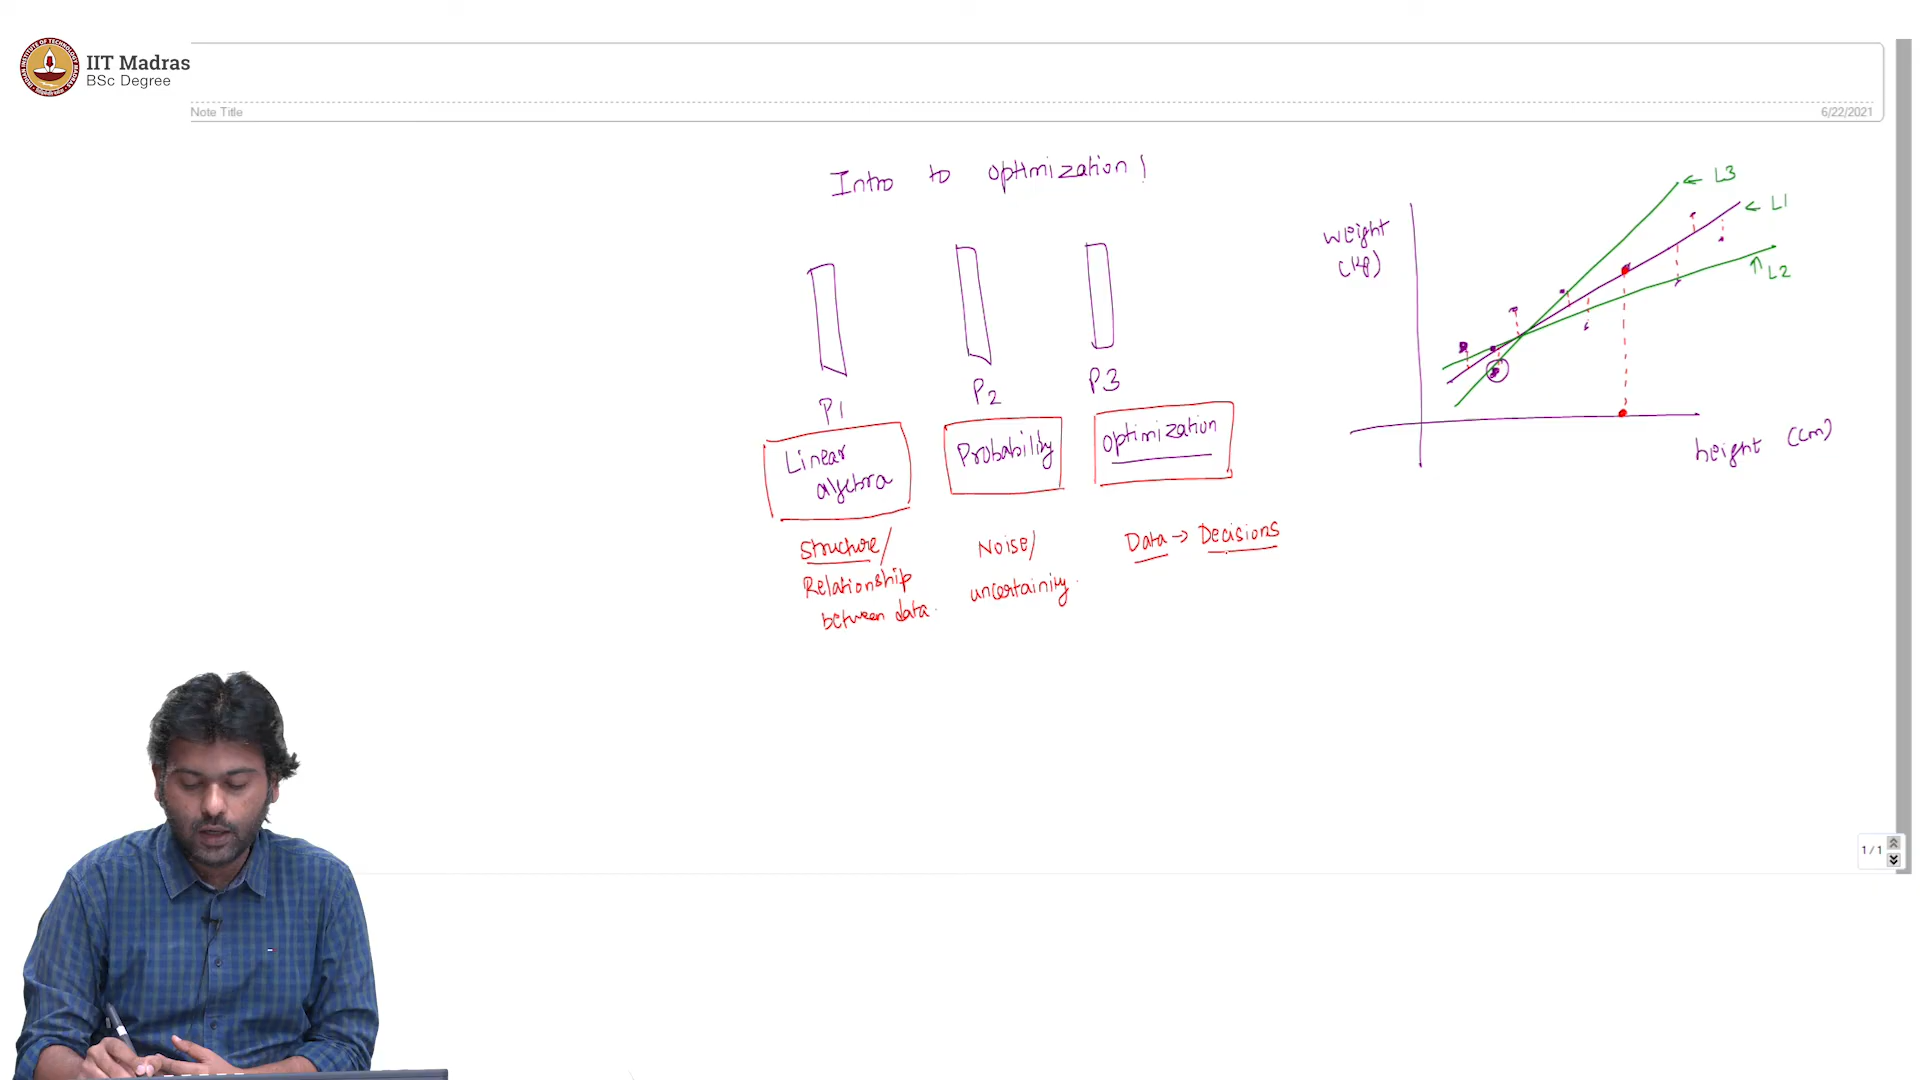 IIT Madras
BSc Degree
Note Title
6/22/2021
Intro to optimization!
P1
P2
P3
Linear
algebra
Probability
optimization
Structure/
Relationship
between data.
Noise/
uncertainity.
Data → Decisions
weight
(kg)
height (cm)
← L3
← L1
↑ L2
1 / 1